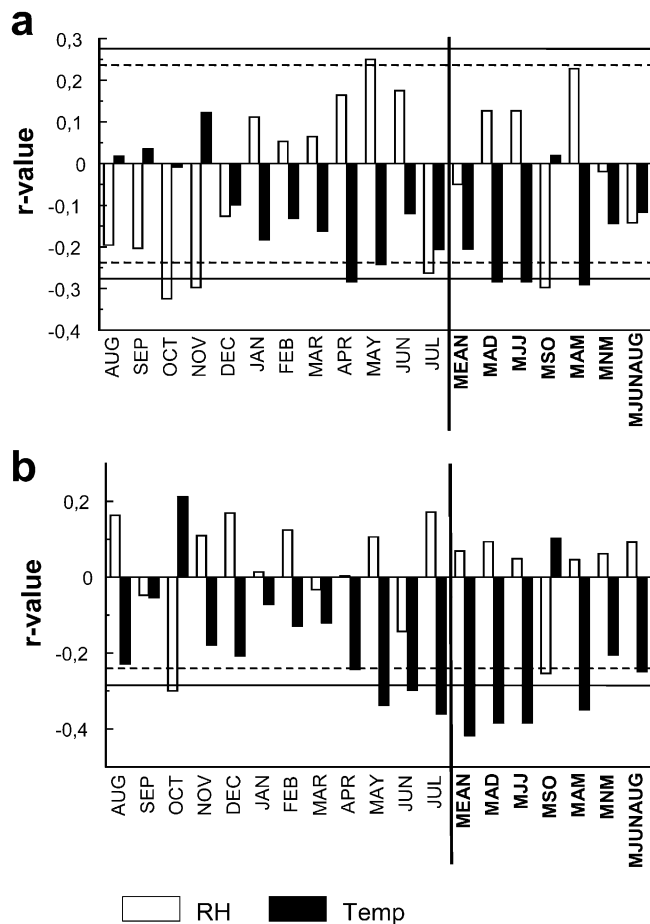 a
r-value
0,3
0,2
0,1
0
-0,1
-0,2
-0,3
-0,4
AUG SEP OCT NOV DEC JAN FEB MAR APR MAY JUN JUL MEAN MAD MJJ MSO MAM MNM MJUNAUG
b
r-value
0,2
0
-0,2
-0,4
AUG SEP OCT NOV DEC JAN FEB MAR APR MAY JUN JUL MEAN MAD MJJ MSO MAM MNM MJUNAUG
RH Temp